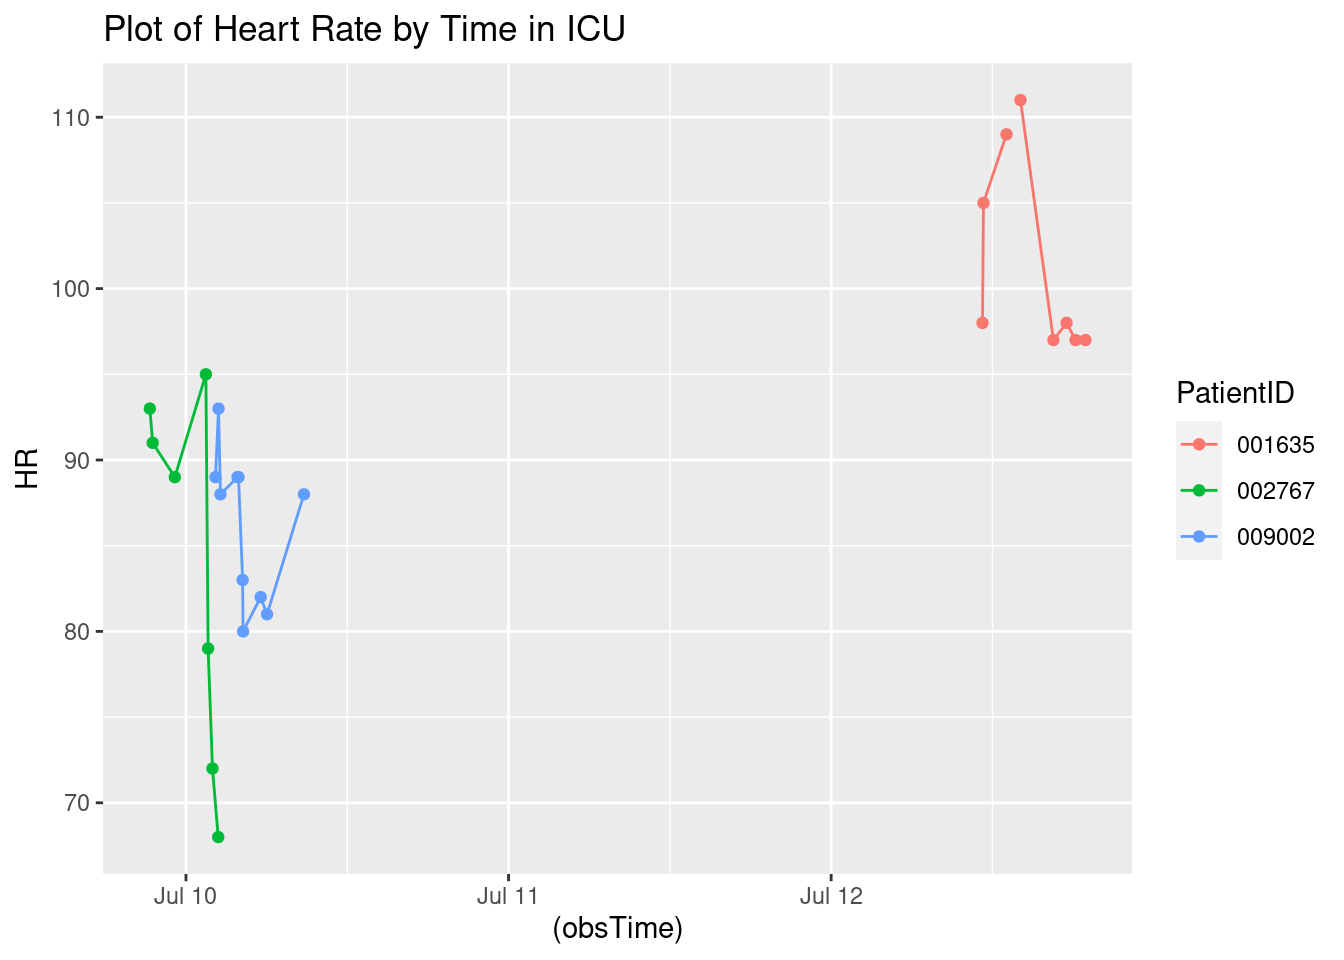 Plot of Heart Rate by Time in ICU
110
100
90
80
70
HR
Jul 10
Jul 11
Jul 12
(obsTime)
PatientID
001635
002767
009002